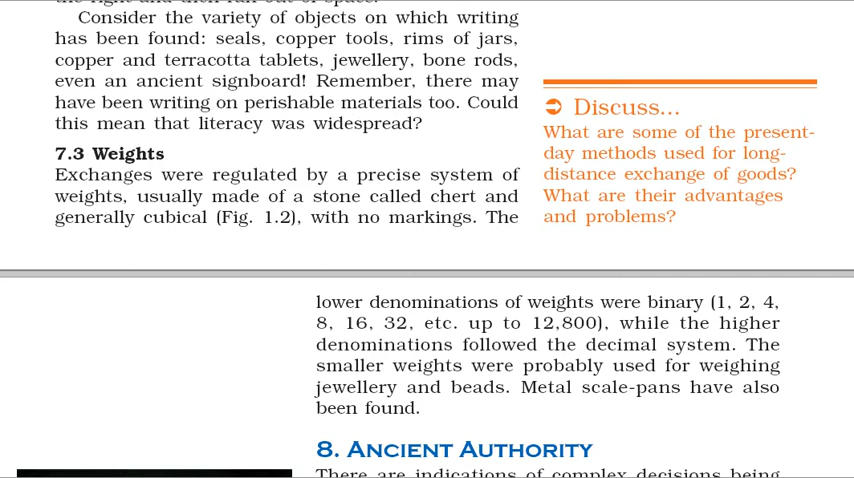 Consider the variety of objects on which writing
has been found: seals, copper tools, rims of jars,
copper and terracotta tablets, jewellery, bone rods,
even an ancient signboard! Remember, there may
have been writing on perishable materials too. Could
this mean that literacy was widespread?
7.3 Weights
Exchanges were regulated by a precise system of
weights, usually made of a stone called chert and
generally cubical (Fig. 1.2), with no markings. The
➲ Discuss...
What are some of the present-
day methods used for long-
distance exchange of goods?
What are their advantages
and problems?
lower denominations of weights were binary (1, 2, 4,
8, 16, 32, etc. up to 12,800), while the higher
denominations followed the decimal system. The
smaller weights were probably used for weighing
jewellery and beads. Metal scale-pans have also
been found.
8. ANCIENT AUTHORITY
There are indications of complex decisions being